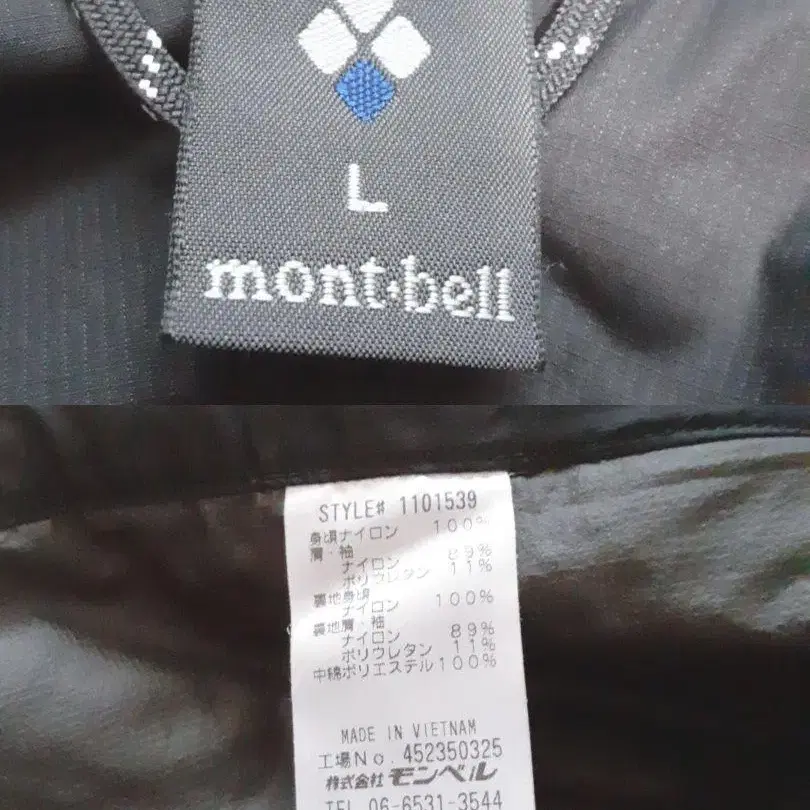 L
mont·bell
STYLE# 1101539
身頃ナイロン 100%
肩・袖
ナイロン 89%
ポリウレタン 11%
裏地身頃
ナイロン 100%
裏地肩・袖
ナイロン 89%
ポリウレタン 11%
中綿ポリエステル100%
MADE IN VIETNAM
工場No. 452350325
株式会社 モンベル
TEL 06-6531-3544